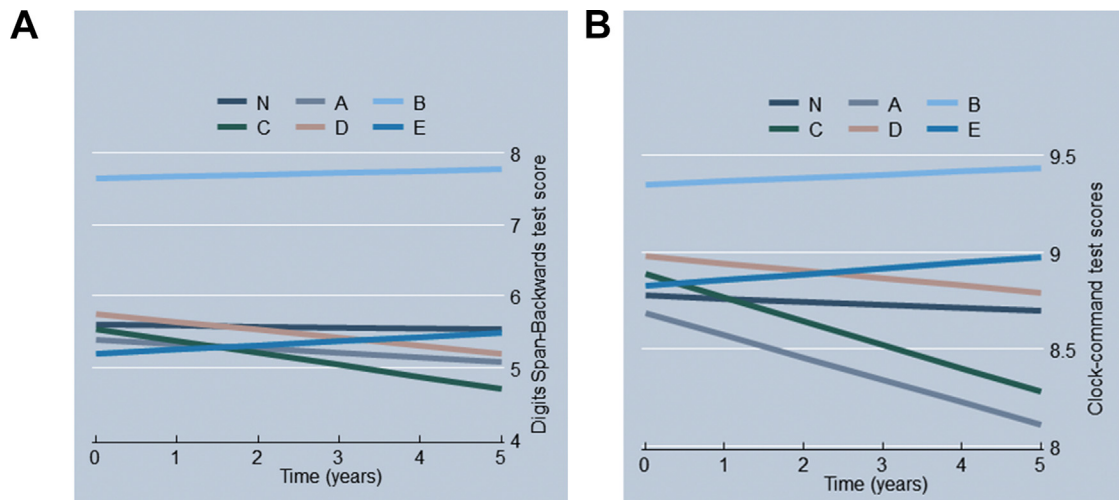 A
N A B
C D E
8
7
6
5
4
Digits Span-Backwards test score
0 1 2 3 4 5
Time (years)
B
N A B
C D E
9.5
9
8.5
8
Clock-command test scores
0 1 2 3 4 5
Time (years)